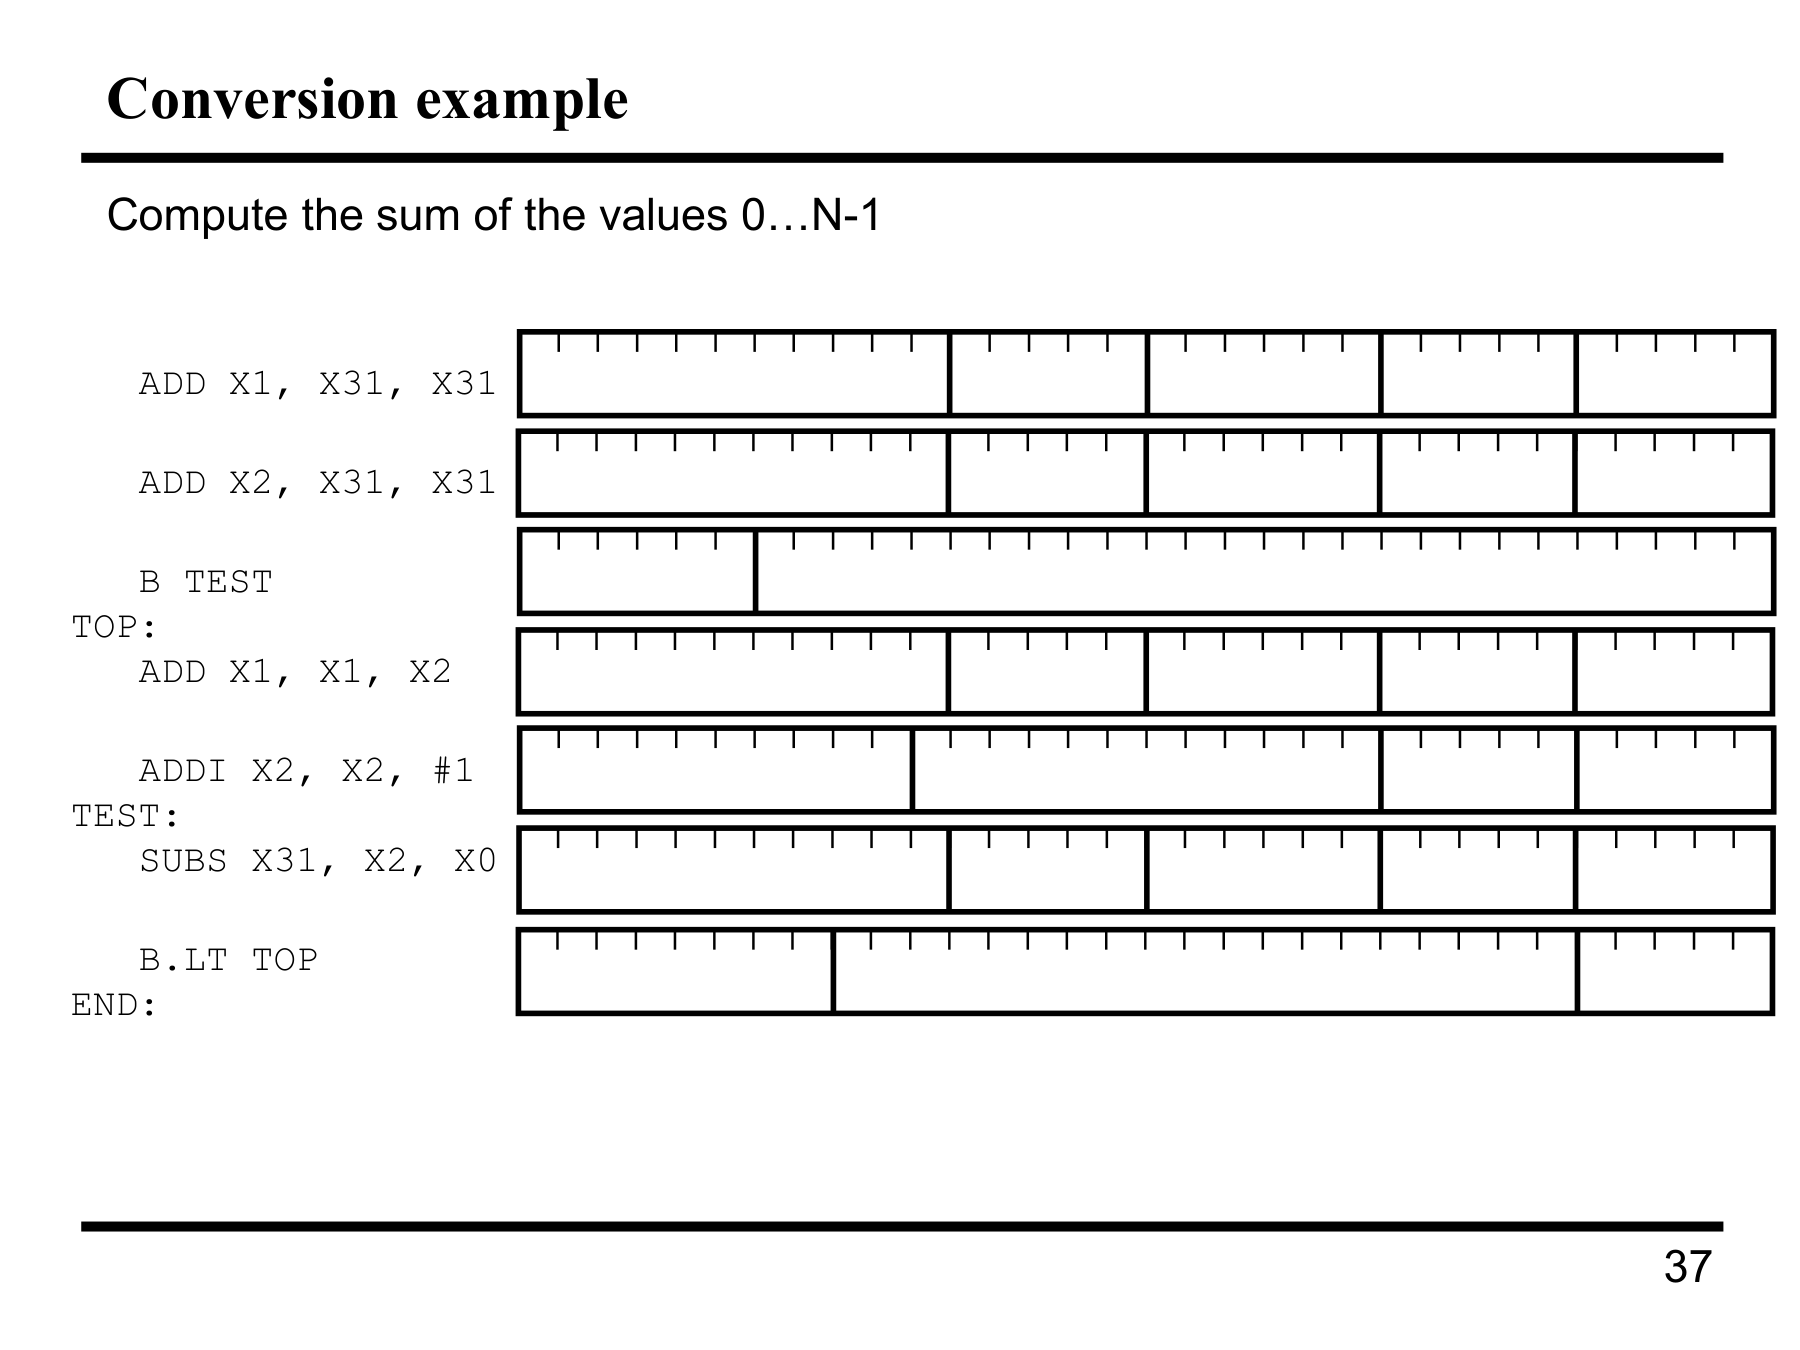 Conversion example
Compute the sum of the values 0…N-1
ADD X1, X31, X31
ADD X2, X31, X31
B TEST
TOP:
ADD X1, X1, X2
ADDI X2, X2, #1
TEST:
SUBS X31, X2, X0
B.LT TOP
END:
37